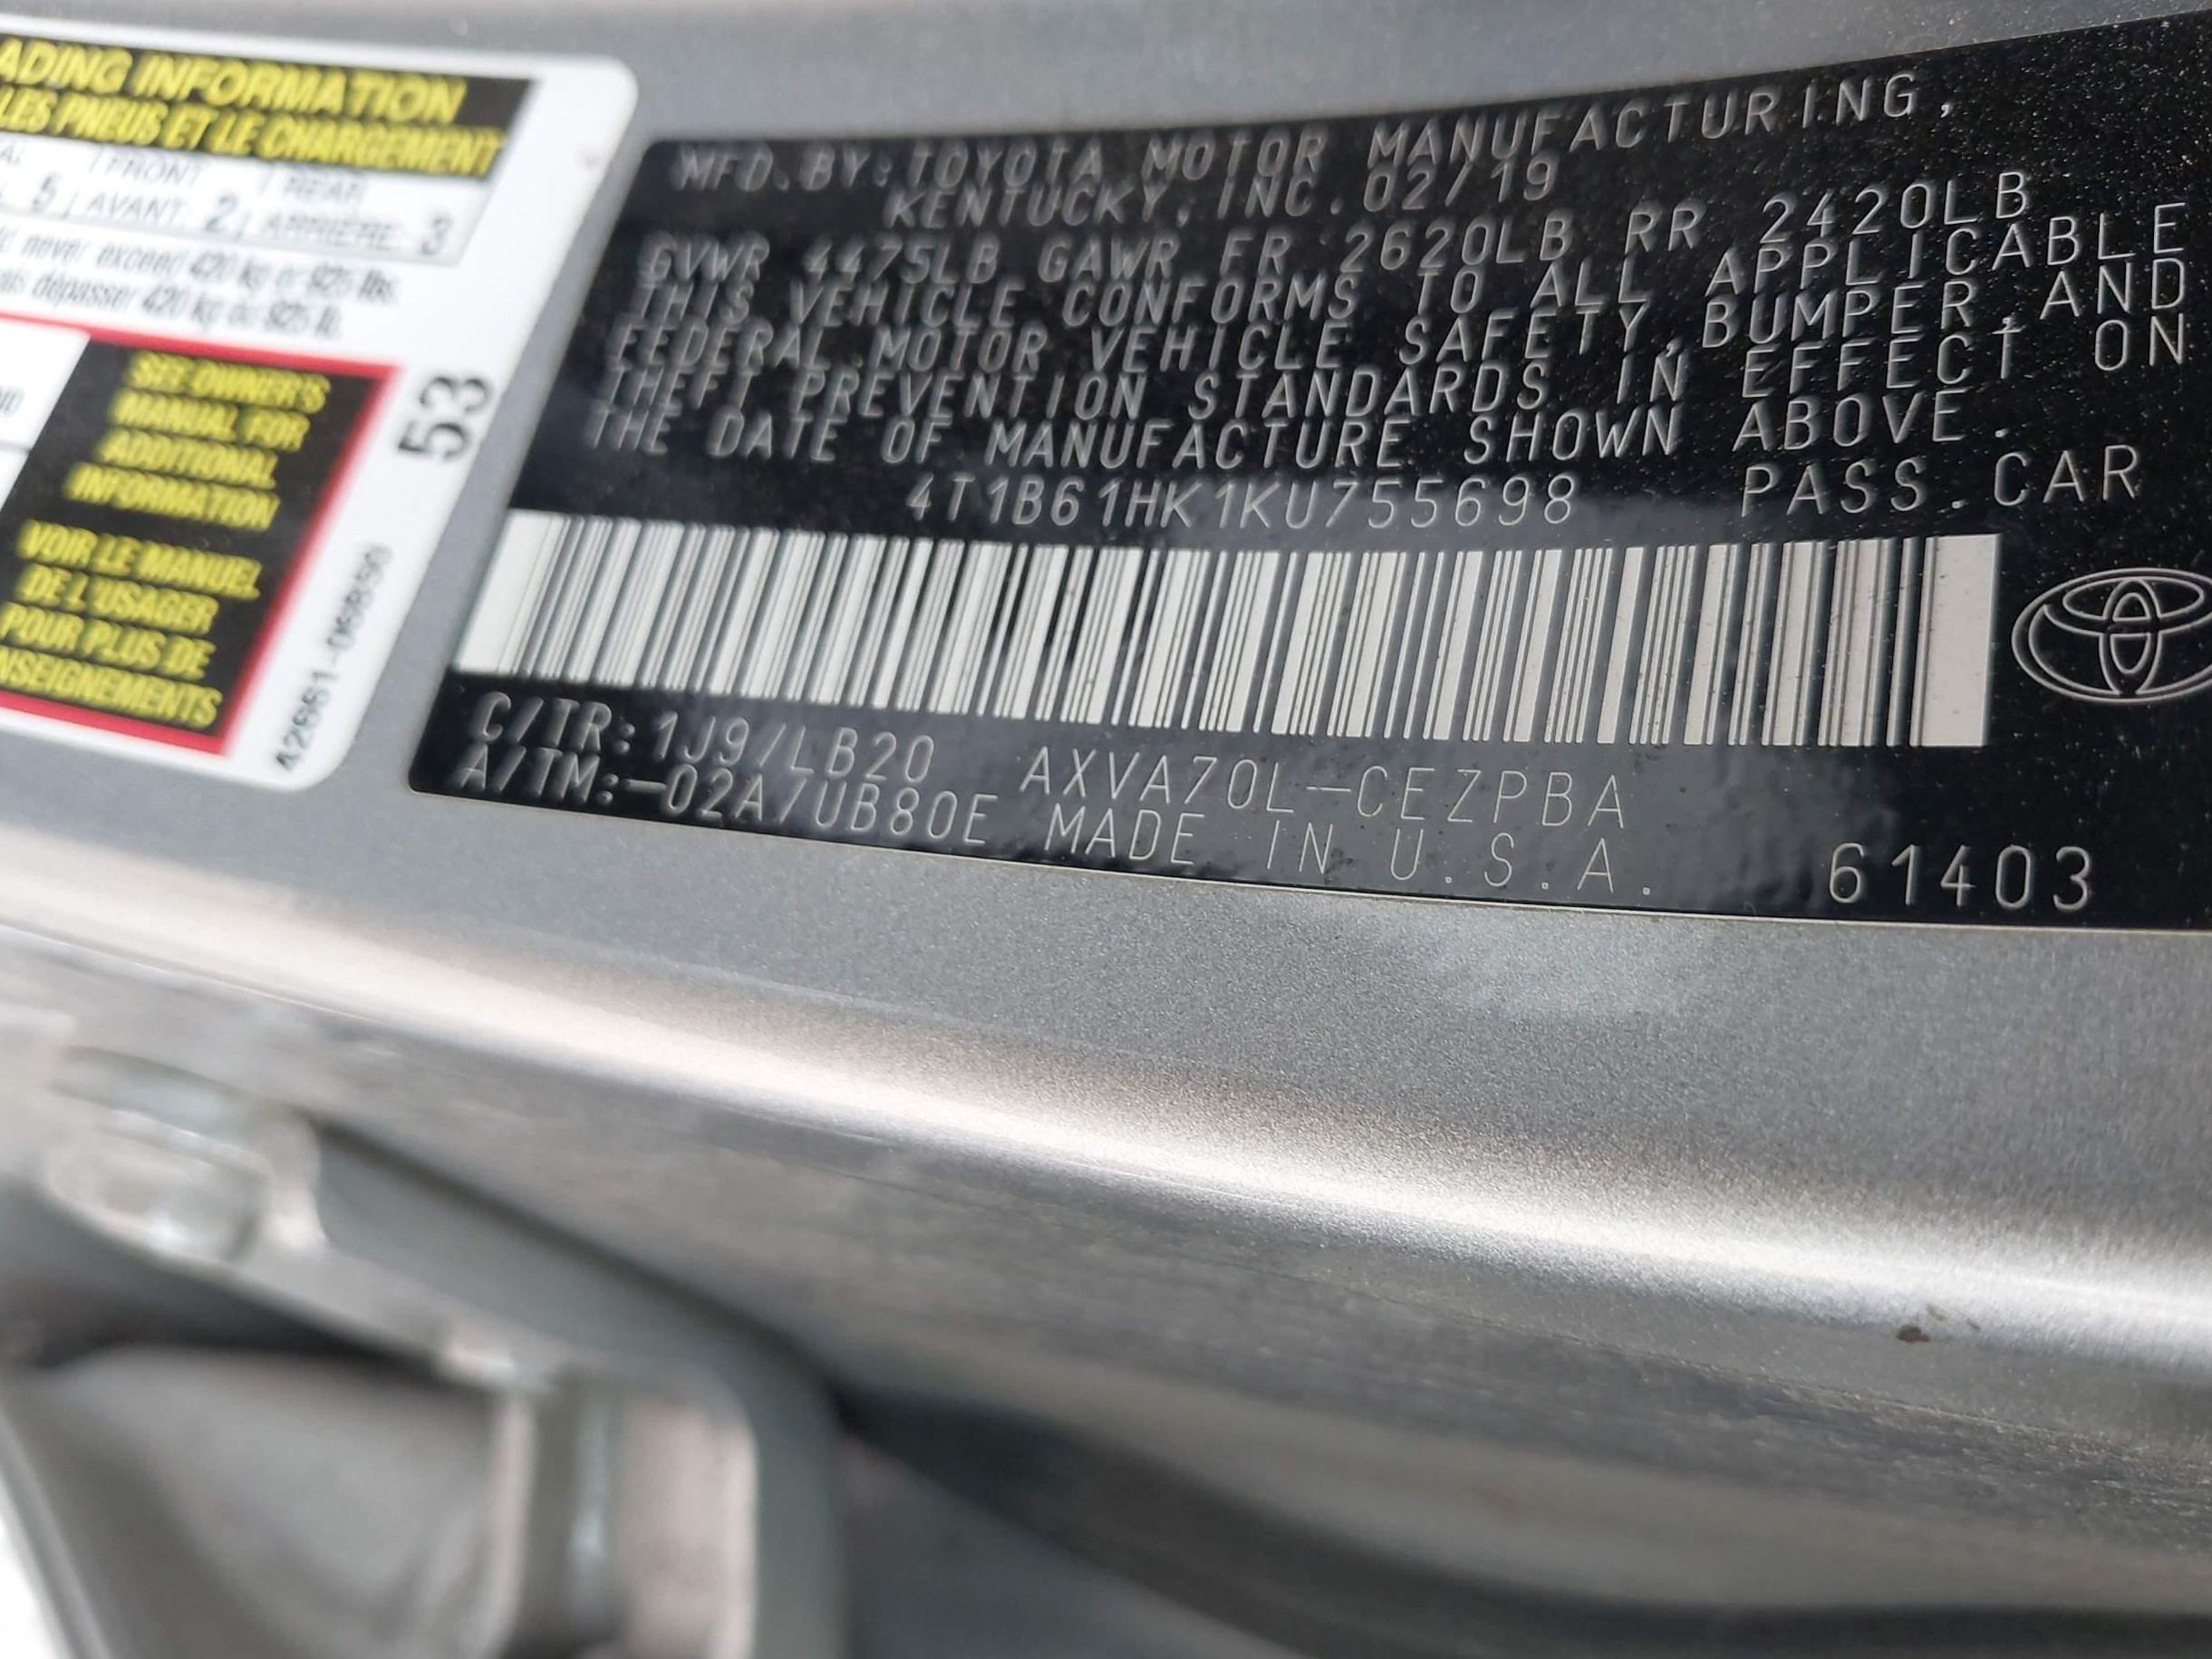 ADING INFORMATION
LES PNEUS ET LE CHARGEMENT
FRONT REAR
5 AVANT. 2 ARRIÈRE. 3
never exceed 420 kg or 925 lbs.
dépasser 420 kg ou 925 lb.
SEE OWNER'S
MANUAL FOR
ADDITIONAL
INFORMATION
VOIR LE MANUEL
DE L'USAGER
POUR PLUS DE
NSEIGNEMENTS
53
MFD. BY: TOYOTA MOTOR MANUFACTURING,
KENTUCKY, INC. 02/19
GVWR 4475LB GAWR FR 2620LB RR 2420LB
THIS VEHICLE CONFORMS TO ALL APPLICABLE
FEDERAL MOTOR VEHICLE SAFETY, BUMPER, AND
THEFT PREVENTION STANDARDS IN EFFECT ON
THE DATE OF MANUFACTURE SHOWN ABOVE.
4T1B61HK1KU755698 PASS. CAR
C/TR: 1J9/LB20 AXVA70L-CEZPBA
A/TM:-02A/UB80E MADE IN U.S.A. 61403